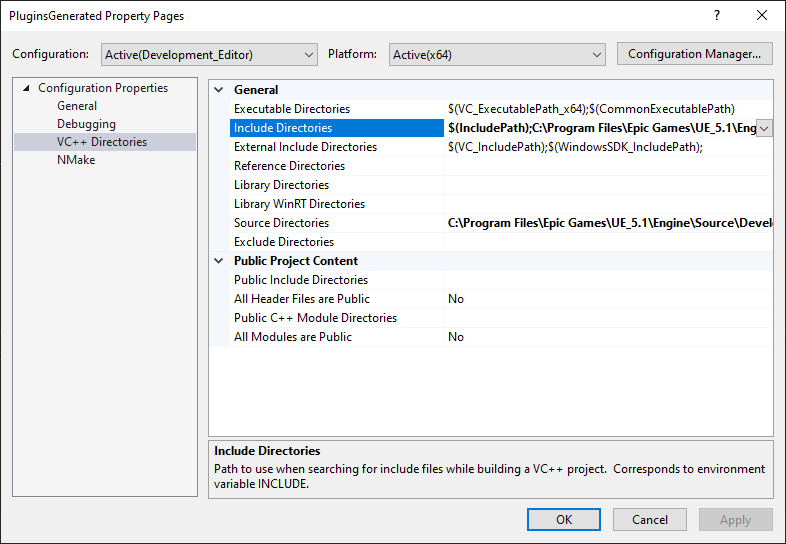 PluginsGenerated Property Pages
Configuration: Active(Development_Editor) Platform: Active(x64) Configuration Manager...
Configuration Properties
General
Debugging
VC++ Directories
NMake
General
Executable Directories $(VC_ExecutablePath_x64);$(CommonExecutablePath)
Include Directories $(IncludePath);C:\Program Files\Epic Games\UE_5.1\Eng
External Include Directories $(VC_IncludePath);$(WindowsSDK_IncludePath);
Reference Directories
Library Directories
Library WinRT Directories
Source Directories C:\Program Files\Epic Games\UE_5.1\Engine\Source\Devel
Exclude Directories
Public Project Content
Public Include Directories
All Header Files are Public No
Public C++ Module Directories
All Modules are Public No
Include Directories
Path to use when searching for include files while building a VC++ project. Corresponds to environment
variable INCLUDE.
OK Cancel Apply